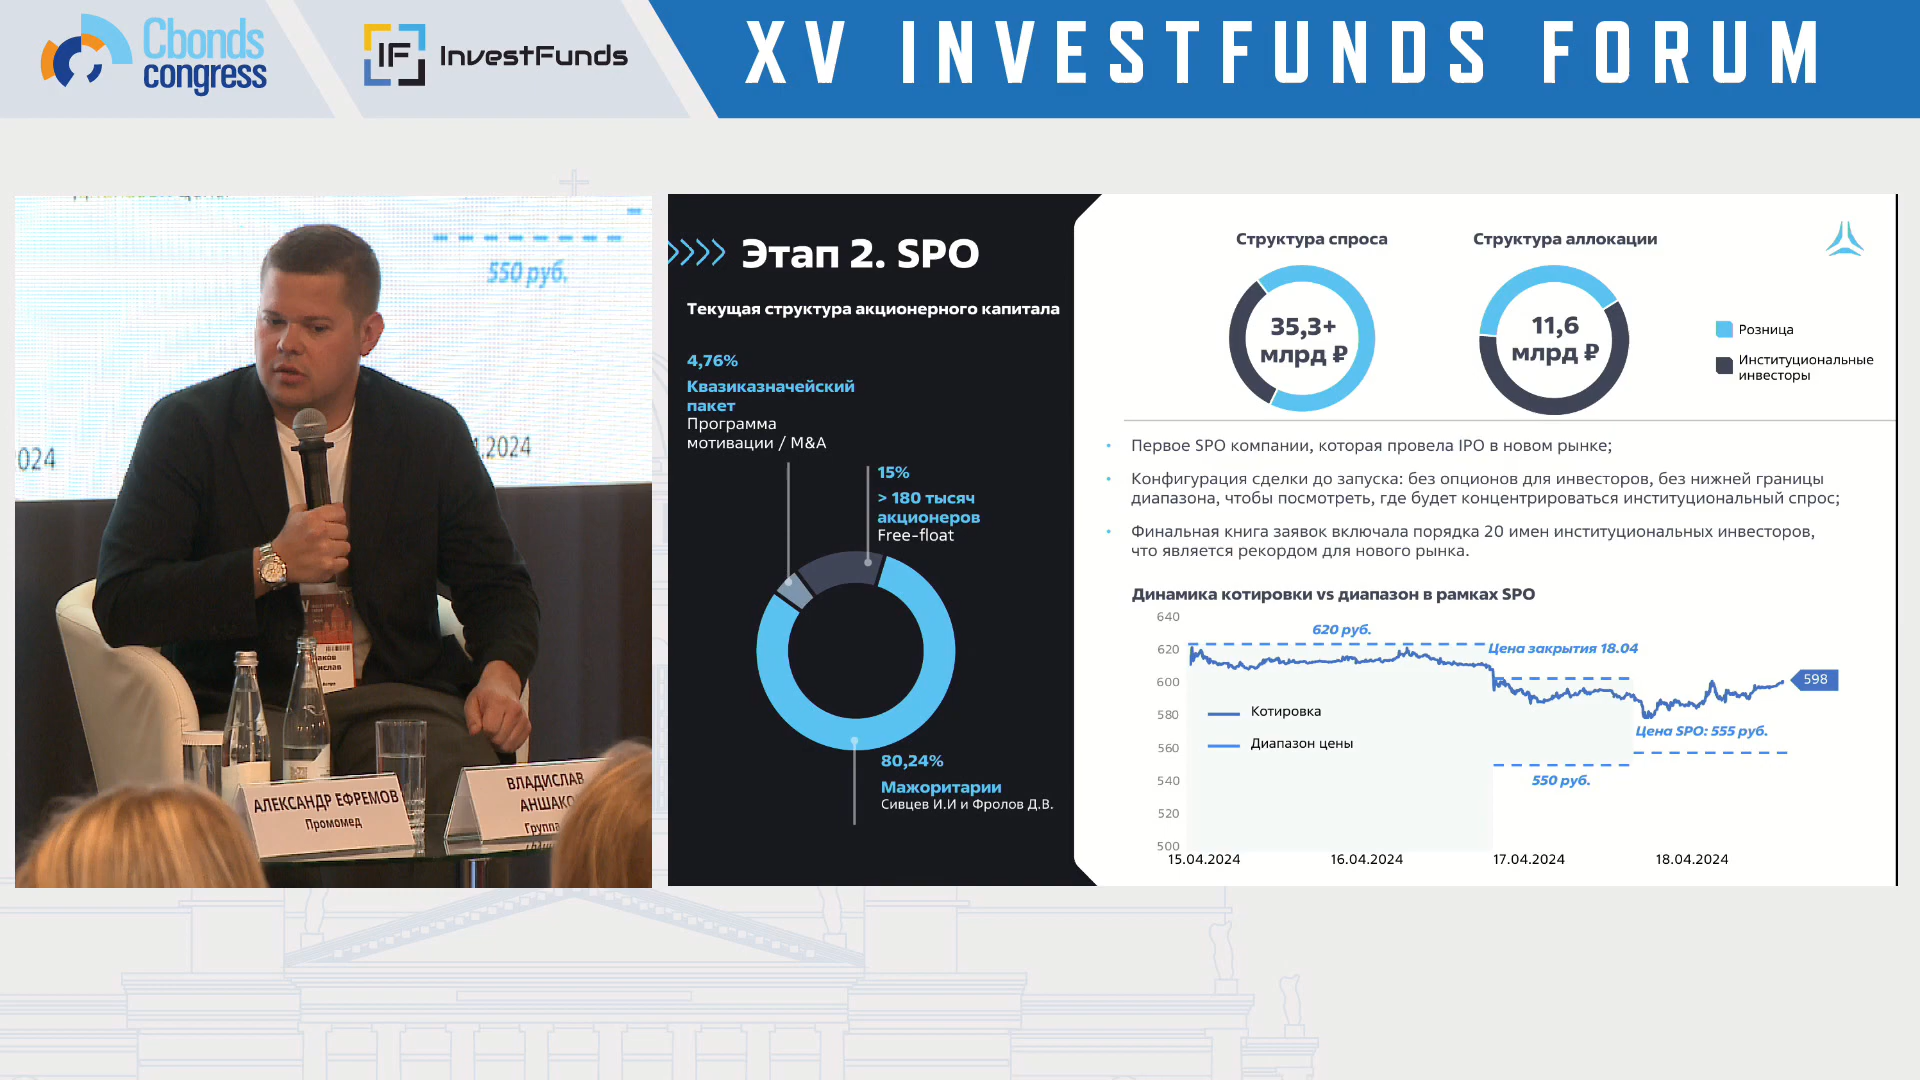 Cbonds
congress
IF InvestFunds
XV INVESTFUNDS FORUM
550 руб.
024
.2024
АЛЕКСАНДР ЕФРЕМОВ
Промомед
ВЛАДИСЛАВ
Этап 2. SPO
Текущая структура акционерного капитала
4,76%
Квазиказначейский
пакет
Программа
мотивации / M&A
15%
> 180 тысяч
акционеров
Free-float
80,24%
Мажоритарии
Сивцев И.И и Фролов Д.В.
Структура спроса
35,3+
млрд ₽
Структура аллокации
11,6
млрд ₽
Розница
Институциональные
инвесторы
• Первое SPO компании, которая провела IPO в новом рынке;
• Конфигурация сделки до запуска: без опционов для инвесторов, без нижней границы
диапазона, чтобы посмотреть, где будет концентрироваться институциональный спрос;
• Финальная книга заявок включала порядка 20 имен институциональных инвесторов,
что является рекордом для нового рынка.
Динамика котировки vs диапазон в рамках SPO
640
620
600
580
560
540
520
500
620 руб.
Цена закрытия 18.04
598
Котировка
Диапазон цены
Цена SPO: 555 руб.
550 руб.
15.04.2024
16.04.2024
17.04.2024
18.04.2024